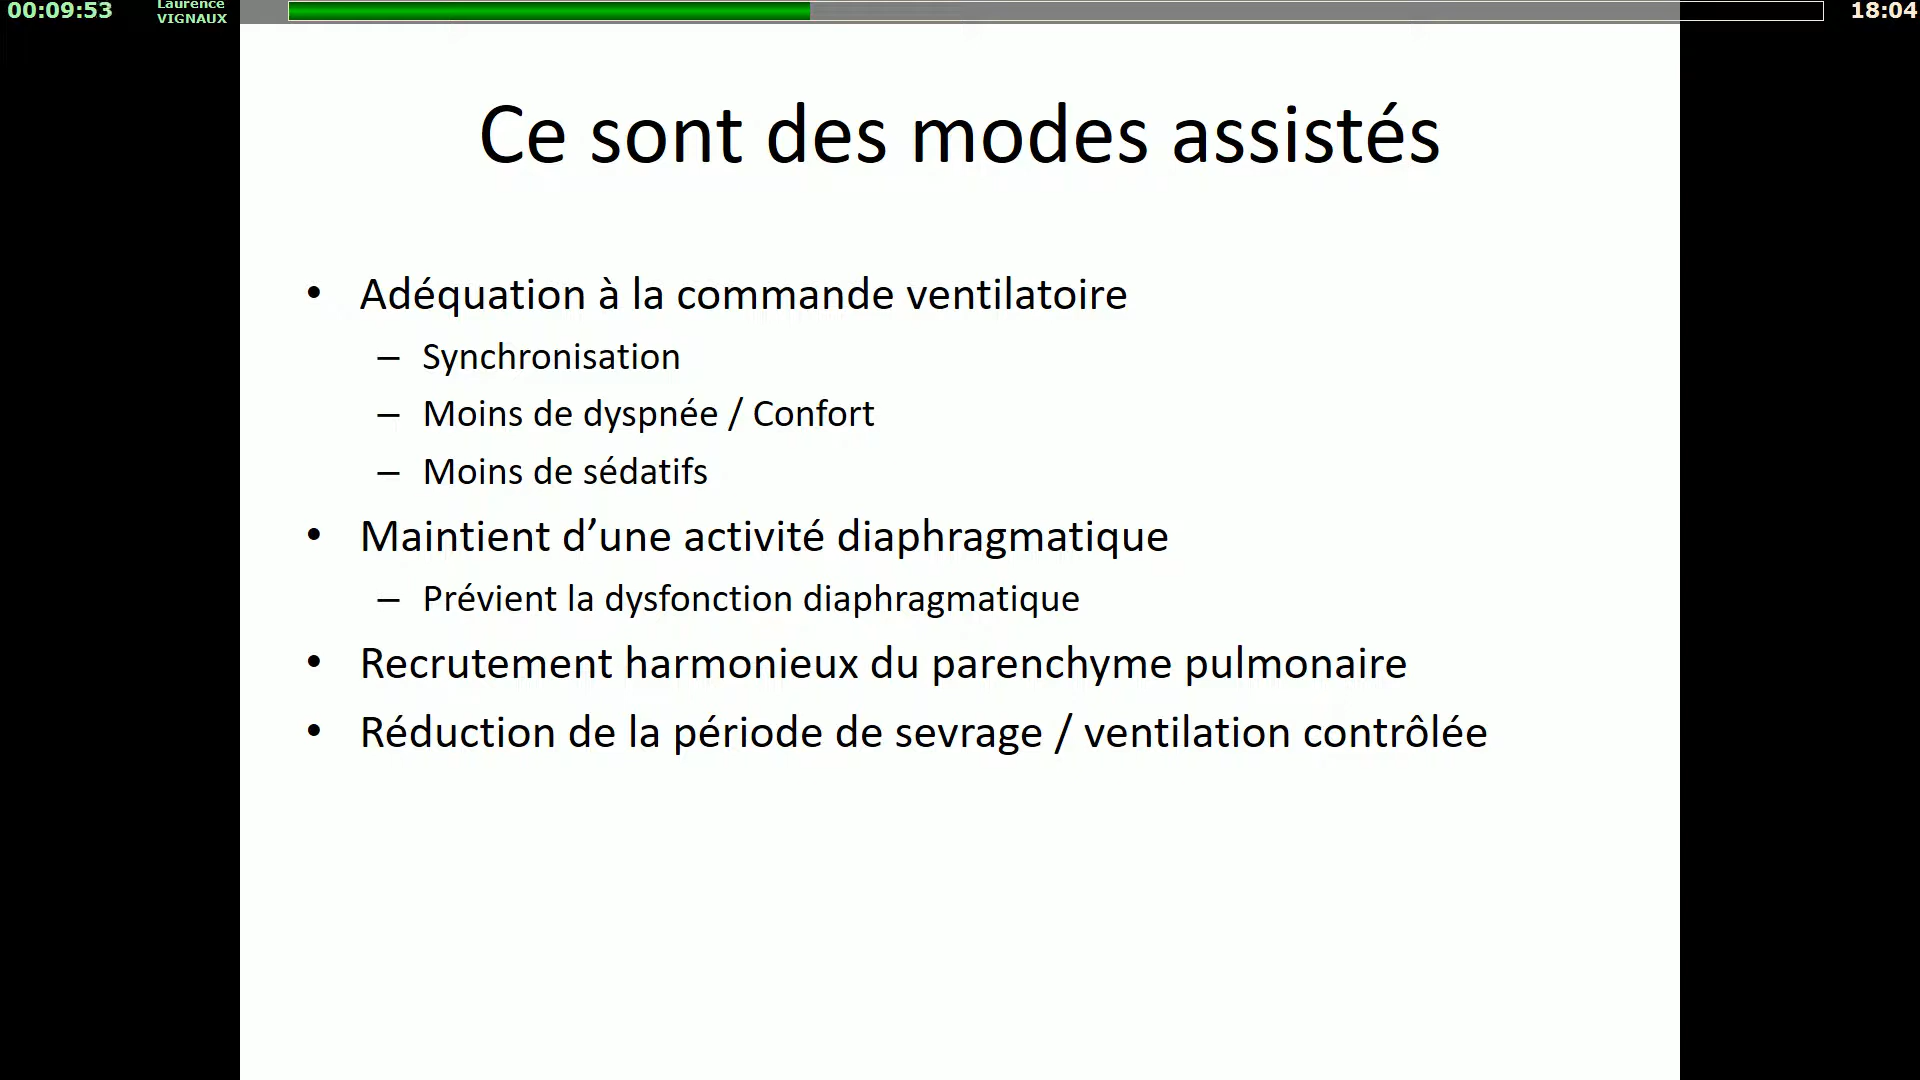 00:09:53
Laurence
VIGNAUX
18:04
Ce sont des modes assistés
• Adéquation à la commande ventilatoire
– Synchronisation
– Moins de dyspnée / Confort
– Moins de sédatifs
• Maintient d’une activité diaphragmatique
– Prévient la dysfonction diaphragmatique
• Recrutement harmonieux du parenchyme pulmonaire
• Réduction de la période de sevrage / ventilation contrôlée